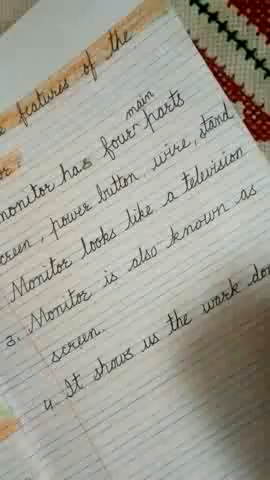 features of the
main
monitor has four parts
screen, power button, wire, stand
Monitor looks like a television
3. Monitor is also known as
screen.
4. It shows us the work